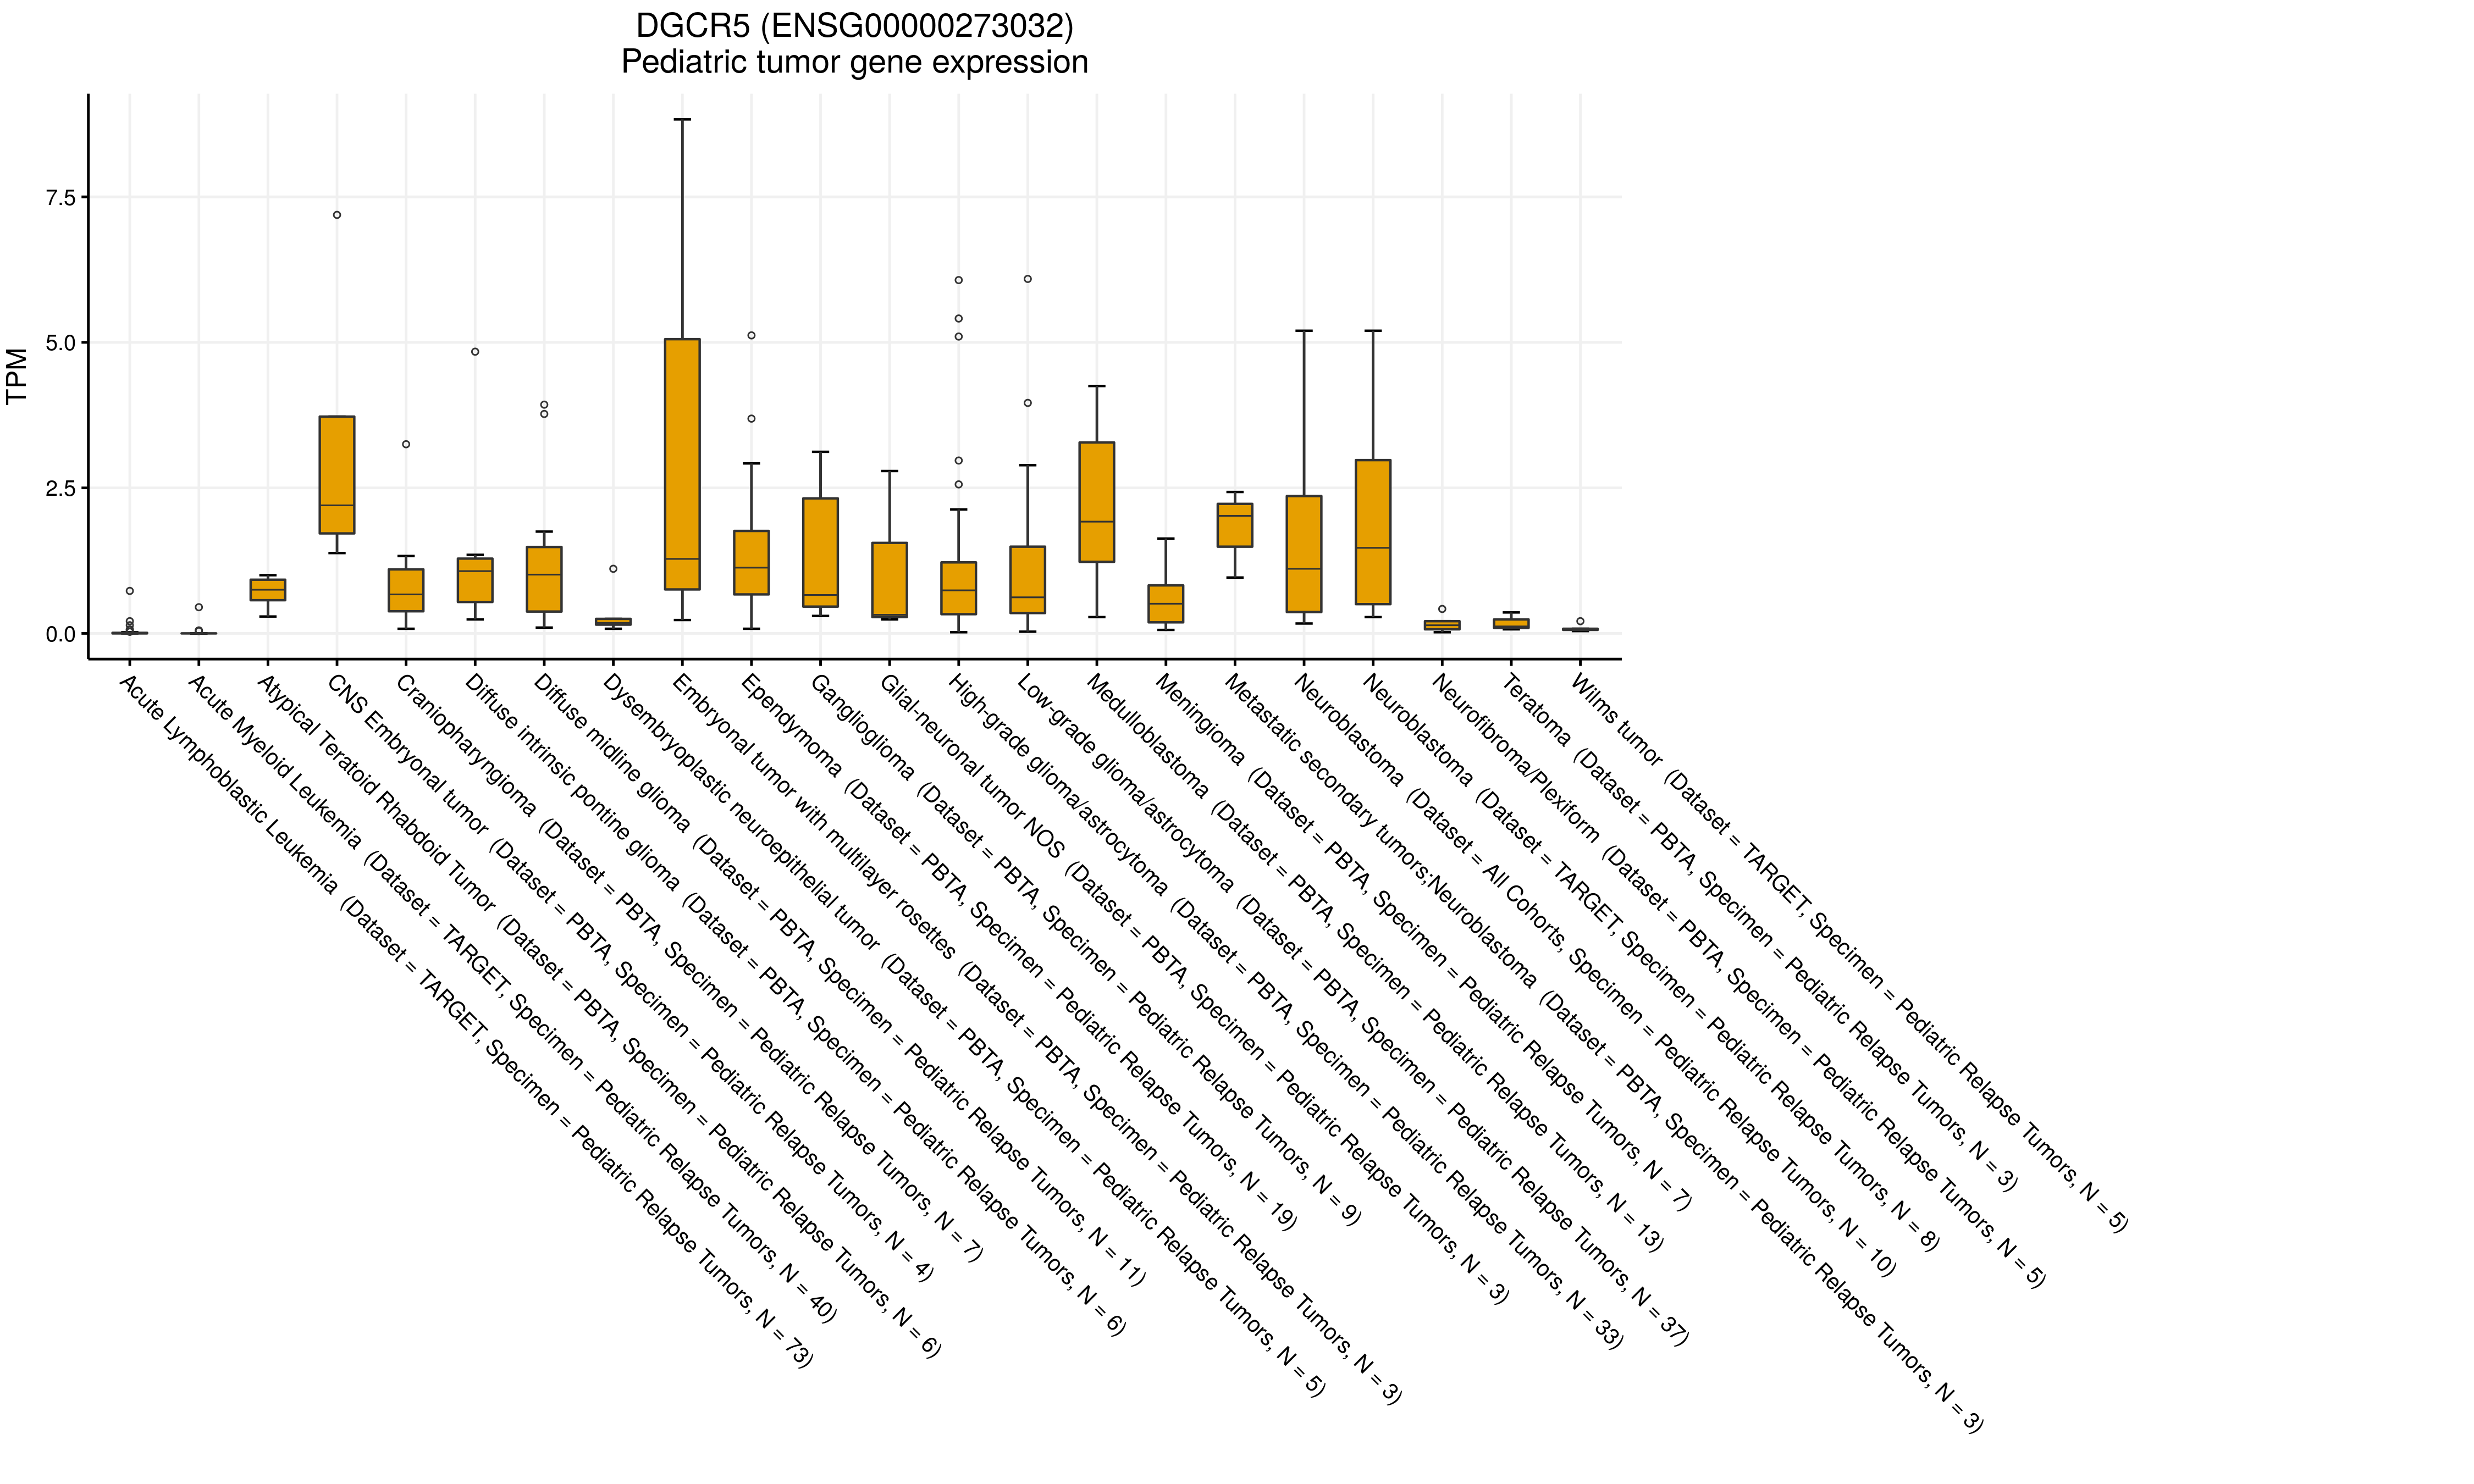 DGCR5 (ENSG00000273032)
Pediatric tumor gene expression
TPM
7.5
5.0
2.5
0.0
Acute Lymphoblastic Leukemia (Dataset = TARGET, Specimen = Pediatric Relapse Tumors, N = 73)
Acute Myeloid Leukemia (Dataset = TARGET, Specimen = Pediatric Relapse Tumors, N = 40)
Atypical Teratoid Rhabdoid Tumor (Dataset = PBTA, Specimen = Pediatric Relapse Tumors, N = 6)
CNS Embryonal tumor (Dataset = PBTA, Specimen = Pediatric Relapse Tumors, N = 4)
Craniopharyngioma (Dataset = PBTA, Specimen = Pediatric Relapse Tumors, N = 7)
Diffuse intrinsic pontine glioma (Dataset = PBTA, Specimen = Pediatric Relapse Tumors, N = 6)
Diffuse midline glioma (Dataset = PBTA, Specimen = Pediatric Relapse Tumors, N = 11)
Dysembryoplastic neuroepithelial tumor (Dataset = PBTA, Specimen = Pediatric Relapse Tumors, N = 5)
Embryonal tumor with multilayer rosettes (Dataset = PBTA, Specimen = Pediatric Relapse Tumors, N = 3)
Ependymoma (Dataset = PBTA, Specimen = Pediatric Relapse Tumors, N = 19)
Ganglioglioma (Dataset = PBTA, Specimen = Pediatric Relapse Tumors, N = 9)
Glial-neuronal tumor NOS (Dataset = PBTA, Specimen = Pediatric Relapse Tumors, N = 3)
High-grade glioma/astrocytoma (Dataset = PBTA, Specimen = Pediatric Relapse Tumors, N = 33)
Low-grade glioma/astrocytoma (Dataset = PBTA, Specimen = Pediatric Relapse Tumors, N = 37)
Medulloblastoma (Dataset = PBTA, Specimen = Pediatric Relapse Tumors, N = 13)
Meningioma (Dataset = PBTA, Specimen = Pediatric Relapse Tumors, N = 7)
Metastatic secondary tumors;Neuroblastoma (Dataset = PBTA, Specimen = Pediatric Relapse Tumors, N = 3)
Neuroblastoma (Dataset = All Cohorts, Specimen = Pediatric Relapse Tumors, N = 10)
Neuroblastoma (Dataset = TARGET, Specimen = Pediatric Relapse Tumors, N = 8)
Neurofibroma/Plexiform (Dataset = PBTA, Specimen = Pediatric Relapse Tumors, N = 5)
Teratoma (Dataset = PBTA, Specimen = Pediatric Relapse Tumors, N = 3)
Wilms tumor (Dataset = TARGET, Specimen = Pediatric Relapse Tumors, N = 5)